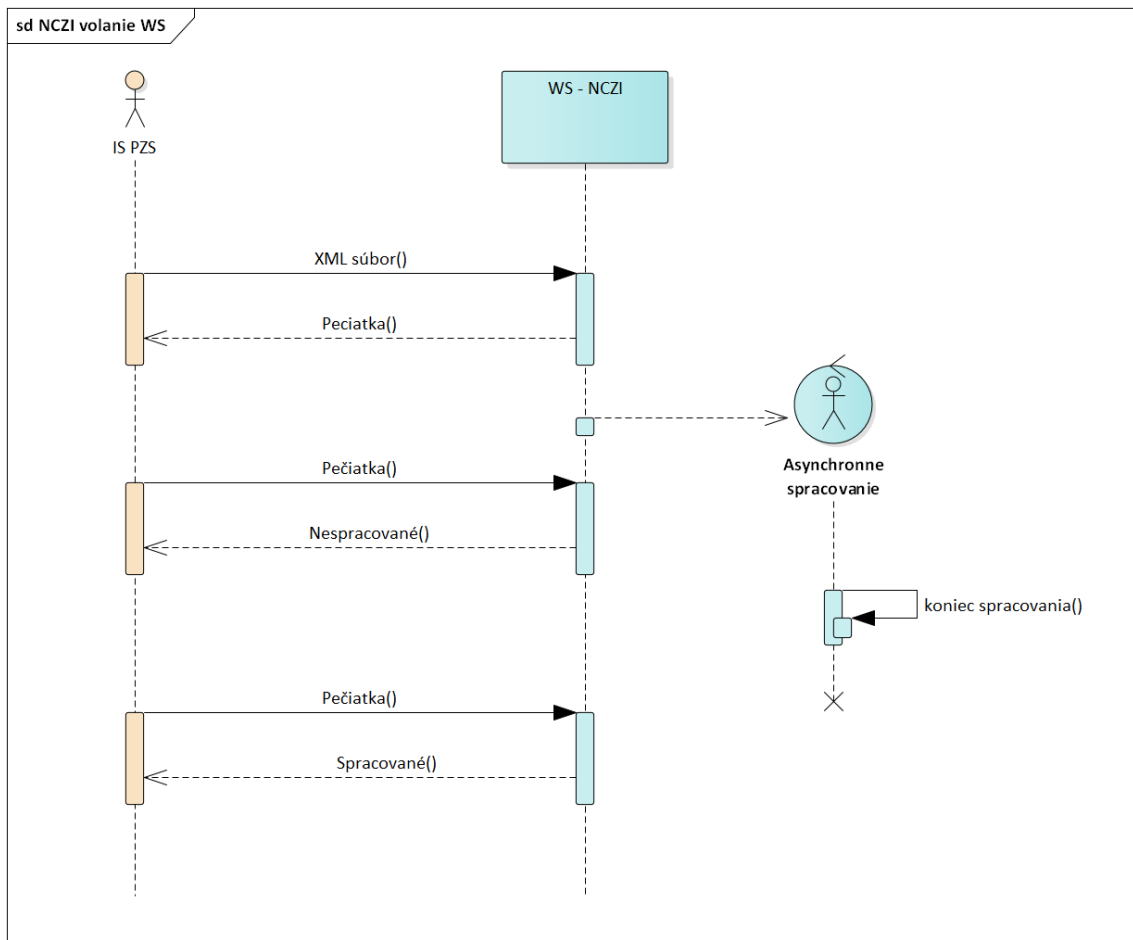 sd NCZI volanie WS
WS - NCZI
IS PZS
XML súbor()
Peciatka()
Asynchronne
spracovanie
Pečiatka()
Nespracované()
koniec spracovania()
Pečiatka()
Spracované()